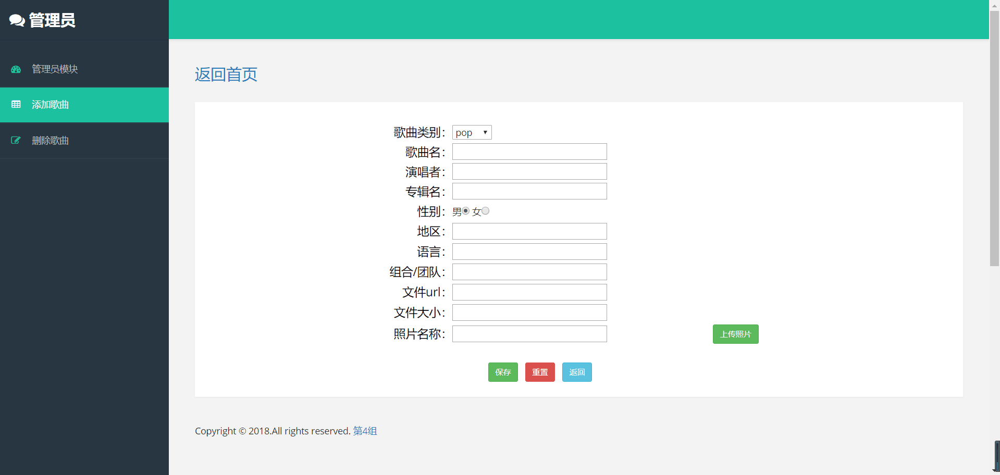 管理员
管理员模块
添加歌曲
删除歌曲
返回首页
歌曲类别： pop
歌曲名：
演唱者：
专辑名：
性别： 男 女
地区：
语言：
组合/团队：
文件url：
文件大小：
照片名称： 上传照片
保存 重置 返回
Copyright © 2018.All rights reserved. 第4组